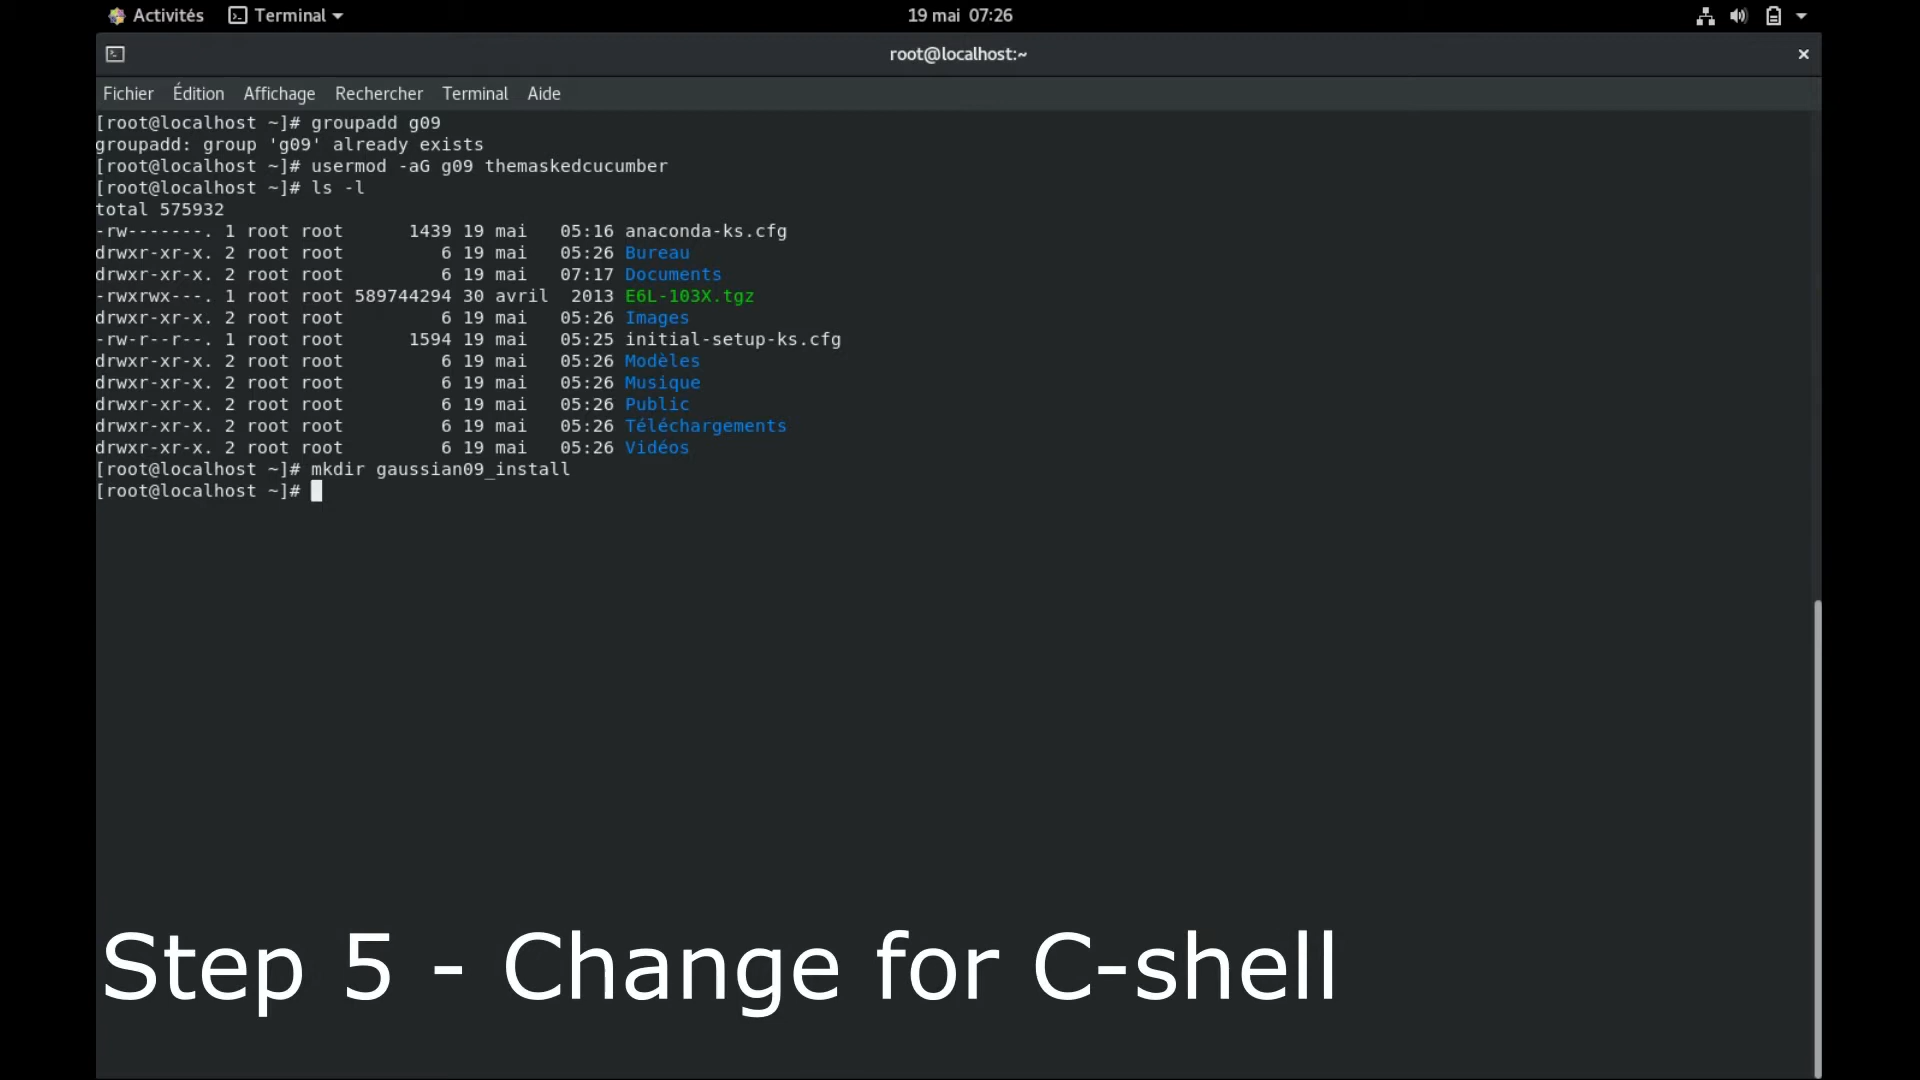 Activités Terminal 19 mai 07:26
root@localhost:~ ×
Fichier Édition Affichage Rechercher Terminal Aide
[root@localhost ~]# groupadd g09
groupadd: group 'g09' already exists
[root@localhost ~]# usermod -aG g09 themaskedcucumber
[root@localhost ~]# ls -l
total 575932
-rw-------. 1 root root 1439 19 mai 05:16 anaconda-ks.cfg
drwxr-xr-x. 2 root root 6 19 mai 05:26 Bureau
drwxr-xr-x. 2 root root 6 19 mai 07:17 Documents
-rwxrwx---. 1 root root 589744294 30 avril 2013 E6L-103X.tgz
drwxr-xr-x. 2 root root 6 19 mai 05:26 Images
-rw-r--r--. 1 root root 1594 19 mai 05:25 initial-setup-ks.cfg
drwxr-xr-x. 2 root root 6 19 mai 05:26 Modèles
drwxr-xr-x. 2 root root 6 19 mai 05:26 Musique
drwxr-xr-x. 2 root root 6 19 mai 05:26 Public
drwxr-xr-x. 2 root root 6 19 mai 05:26 Téléchargements
drwxr-xr-x. 2 root root 6 19 mai 05:26 Vidéos
[root@localhost ~]# mkdir gaussian09_install
[root@localhost ~]#
Step 5 - Change for C-shell